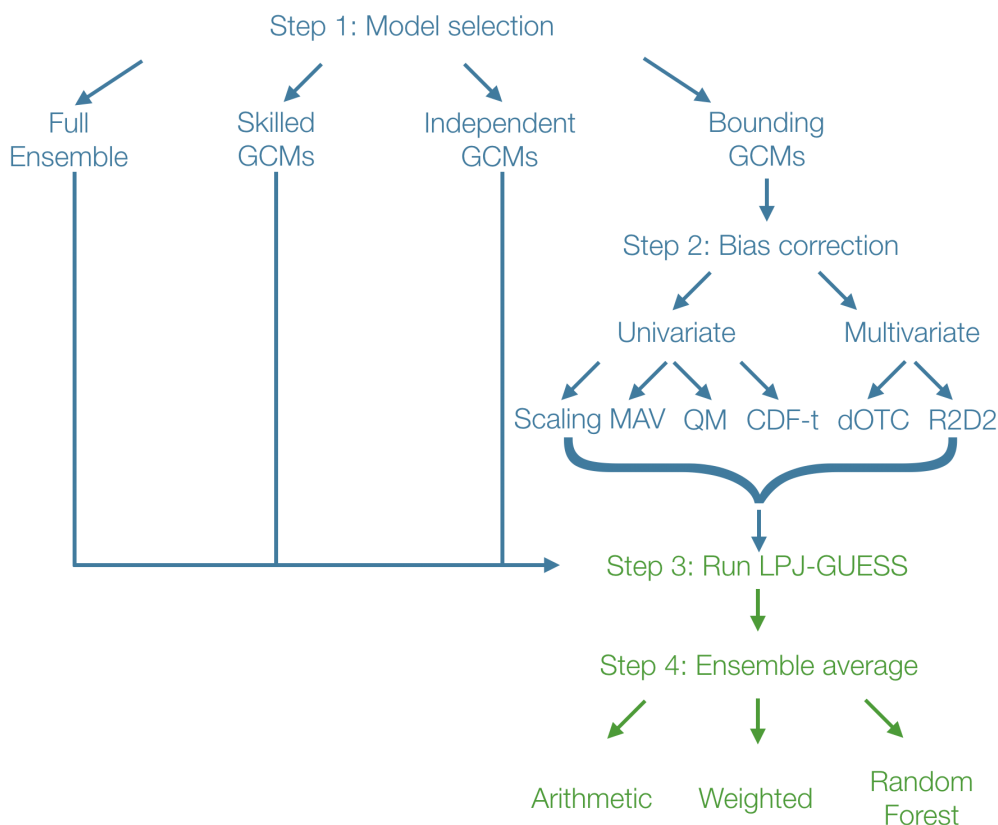 Step 1: Model selection
Full
Ensemble
Skilled
GCMs
Independent
GCMs
Bounding
GCMs
Step 2: Bias correction
Univariate
Multivariate
Scaling
MAV
QM
CDF-t
dOTC
R2D2
Step 3: Run LPJ-GUESS
Step 4: Ensemble average
Arithmetic
Weighted
Random
Forest